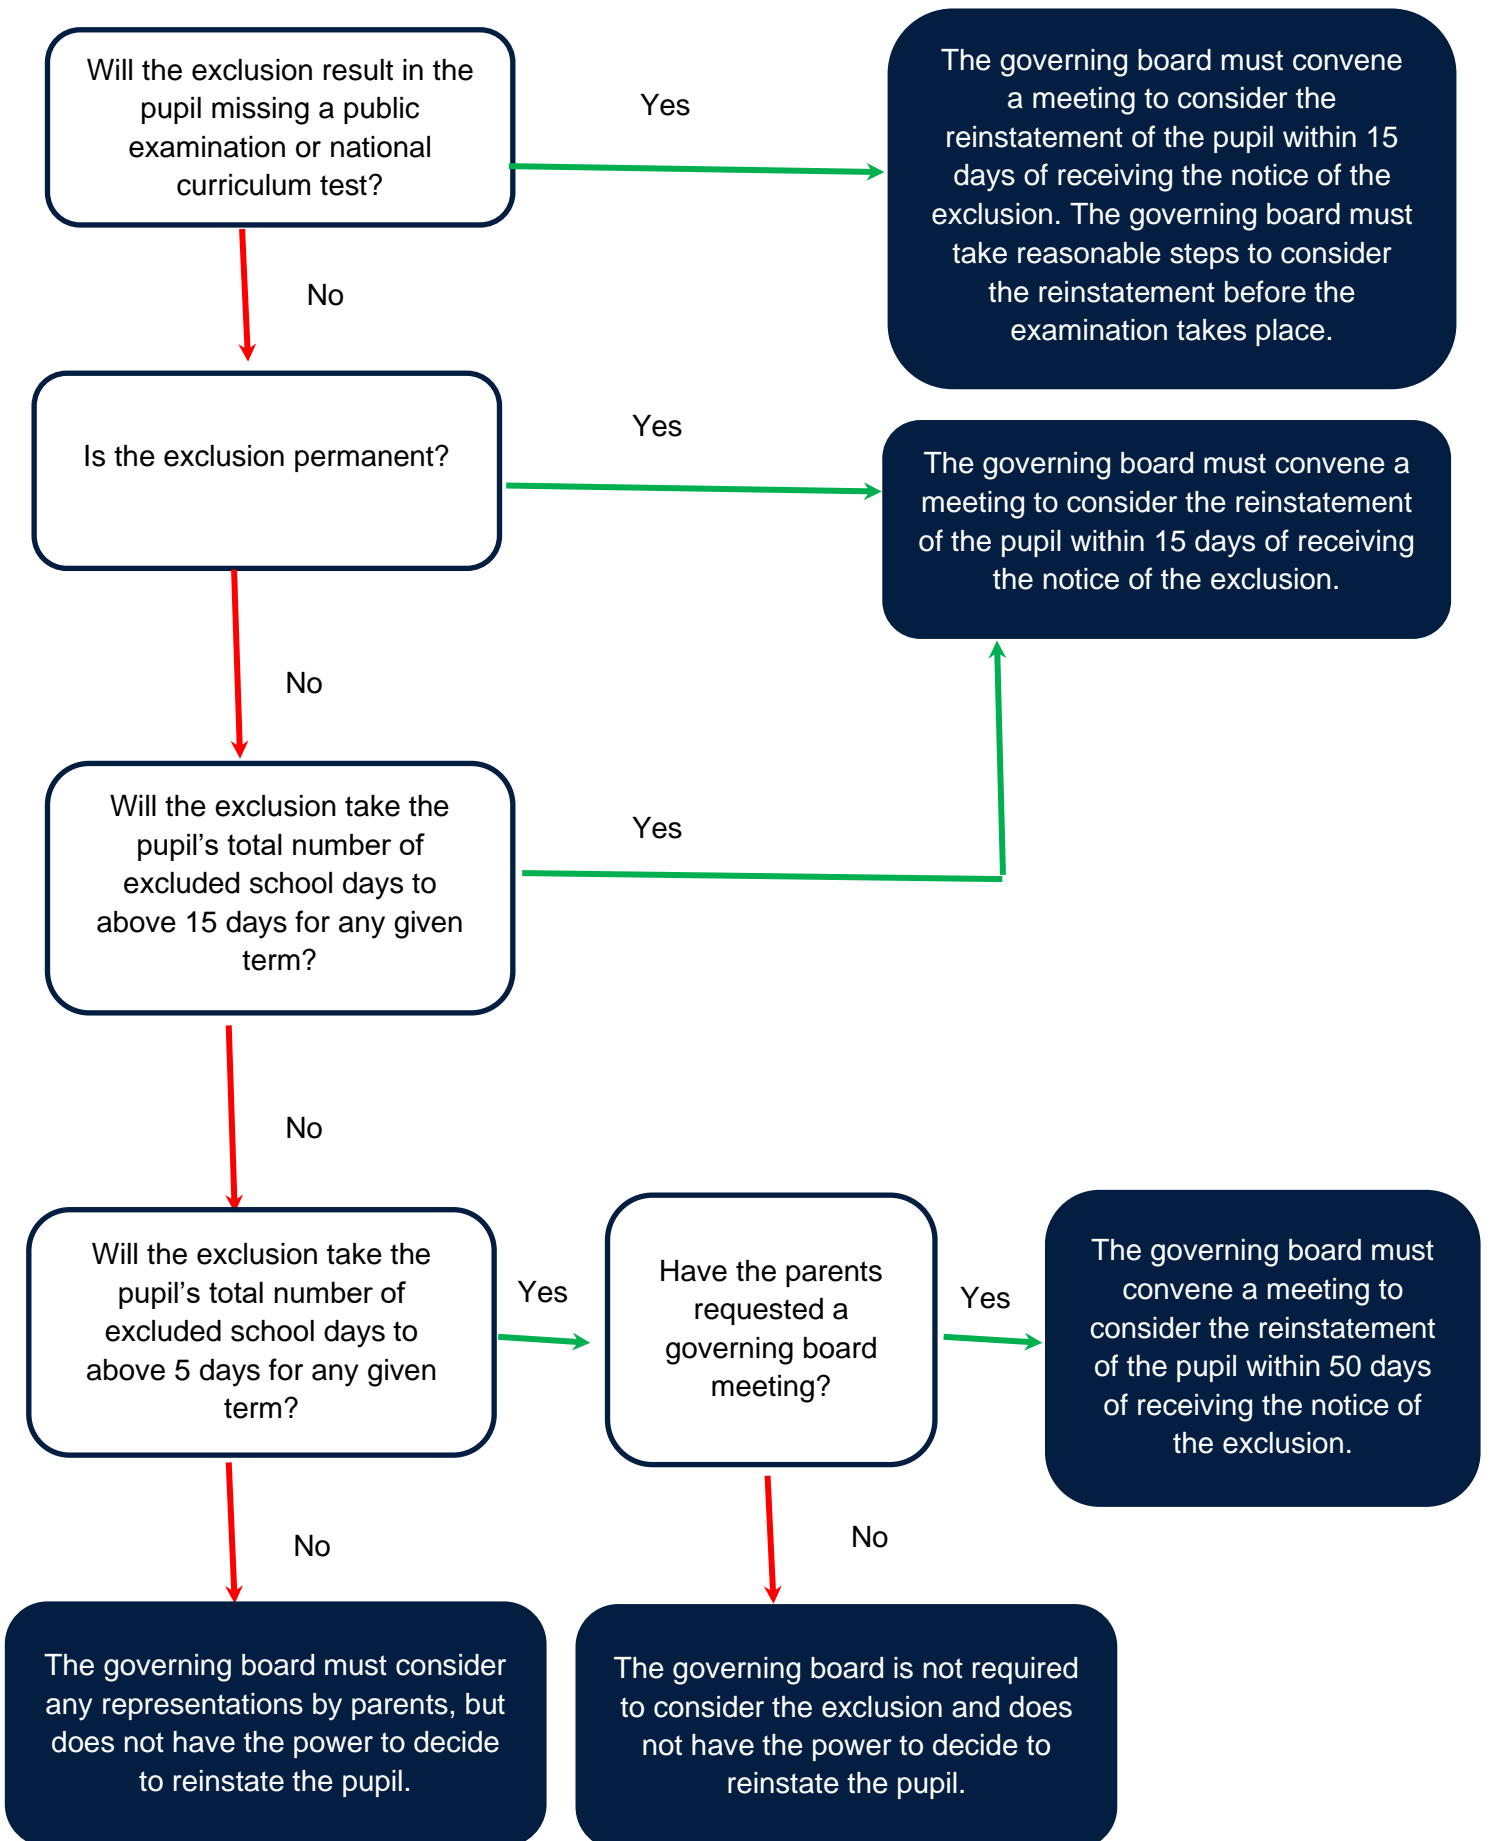 Will the exclusion result in the
pupil missing a public
examination or national
curriculum test?
Yes
The governing board must convene
a meeting to consider the
reinstatement of the pupil within 15
days of receiving the notice of the
exclusion. The governing board must
take reasonable steps to consider
the reinstatement before the
examination takes place.
No
Is the exclusion permanent?
Yes
The governing board must convene a
meeting to consider the reinstatement
of the pupil within 15 days of receiving
the notice of the exclusion.
No
Will the exclusion take the
pupil’s total number of
excluded school days to
above 15 days for any given
term?
Yes
No
Will the exclusion take the
pupil’s total number of
excluded school days to
above 5 days for any given
term?
Yes
Have the parents
requested a
governing board
meeting?
Yes
The governing board must
convene a meeting to
consider the reinstatement
of the pupil within 50 days
of receiving the notice of
the exclusion.
No
No
The governing board must consider
any representations by parents, but
does not have the power to decide
to reinstate the pupil.
The governing board is not required
to consider the exclusion and does
not have the power to decide to
reinstate the pupil.